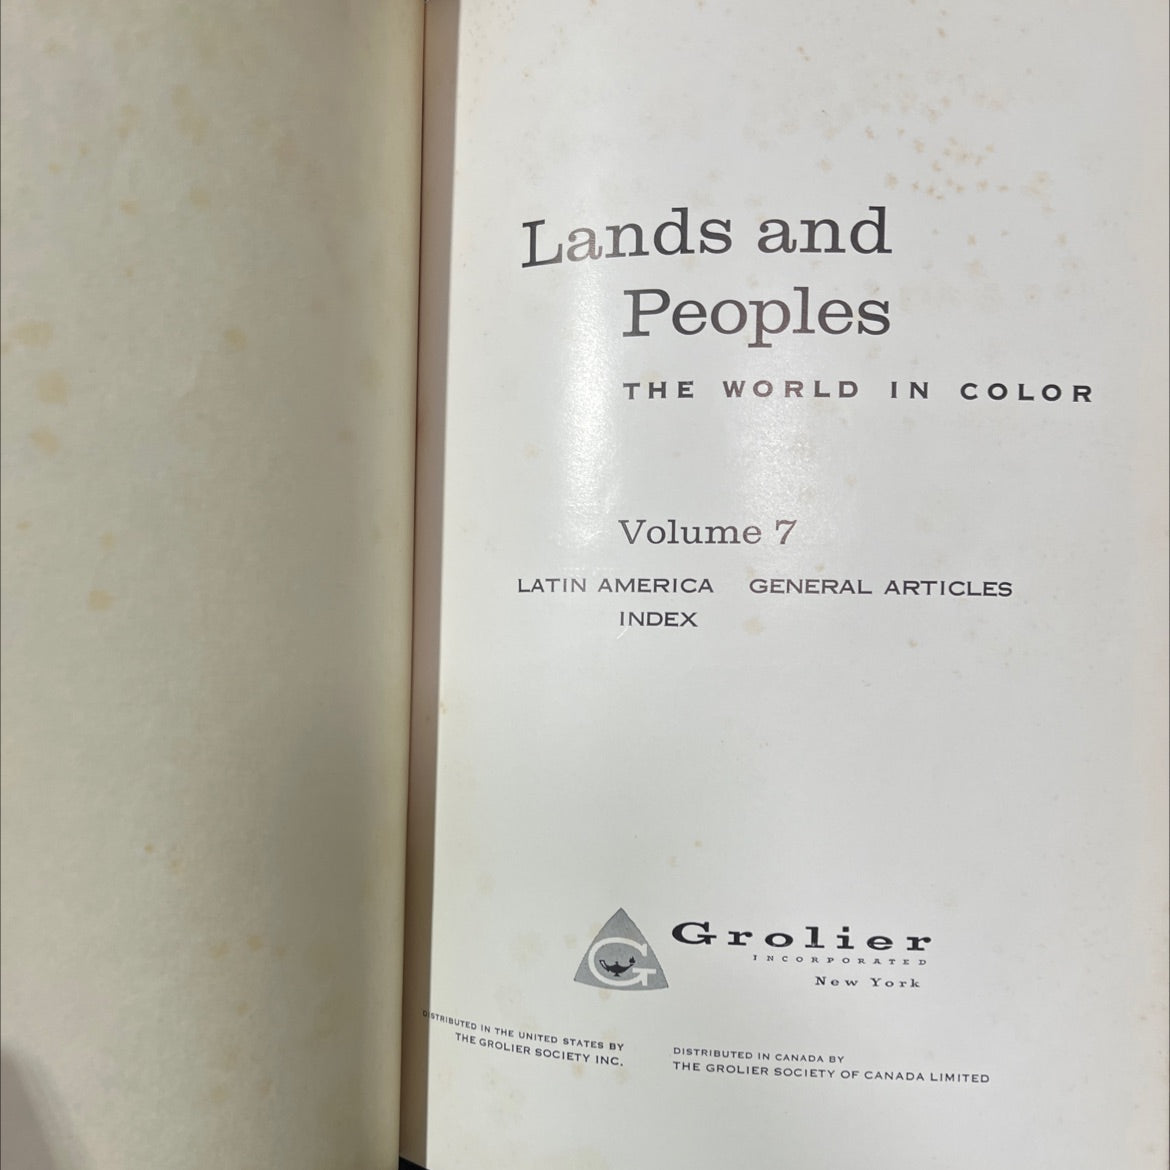 Lands and
Peoples
THE WORLD IN COLOR
Volume 7
LATIN AMERICA GENERAL ARTICLES
INDEX
G
Grolier
INCORPORATED
New York
DISTRIBUTED IN THE UNITED STATES BY
THE GROLIER SOCIETY INC.
DISTRIBUTED IN CANADA BY
THE GROLIER SOCIETY OF CANADA LIMITED